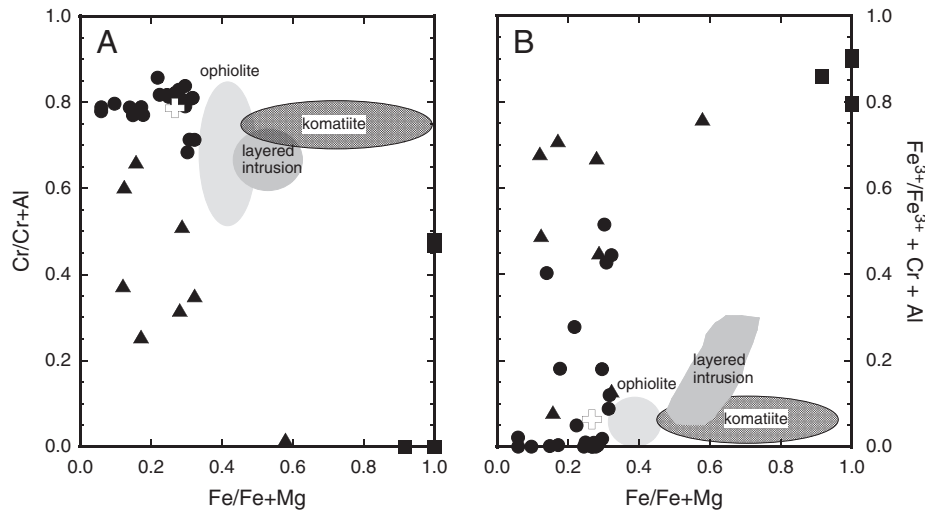 A
ophiolite
komatiite
layered
intrusion
Cr/Cr+Al
1.0
0.8
0.6
0.4
0.2
0.0
0.0
0.2
0.4
0.6
0.8
1.0
Fe/Fe+Mg
B
layered
intrusion
ophiolite
komatiite
1.0
0.8
0.6
0.4
0.2
0.0
Fe³⁺/Fe³⁺ + Cr + Al
0.0
0.2
0.4
0.6
0.8
1.0
Fe/Fe+Mg